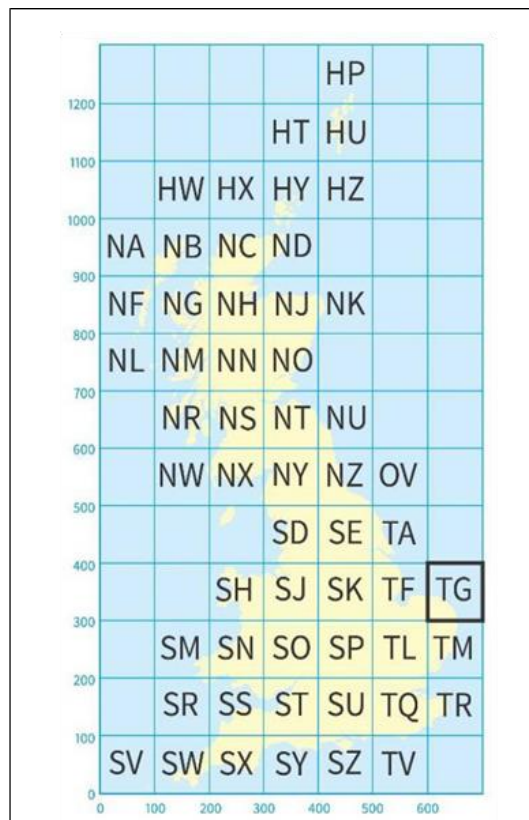 HP
1200
HT HU
1100
HW HX HY HZ
1000
NA NB NC ND
900
NF NG NH NJ NK
800
NL NM NN NO
700
NR NS NT NU
600
NW NX NY NZ OV
500
SD SE TA
400
SH SJ SK TF TG
300
SM SN SO SP TL TM
200
SR SS ST SU TQ TR
100
SV SW SX SY SZ TV
0
0 100 200 300 400 500 600